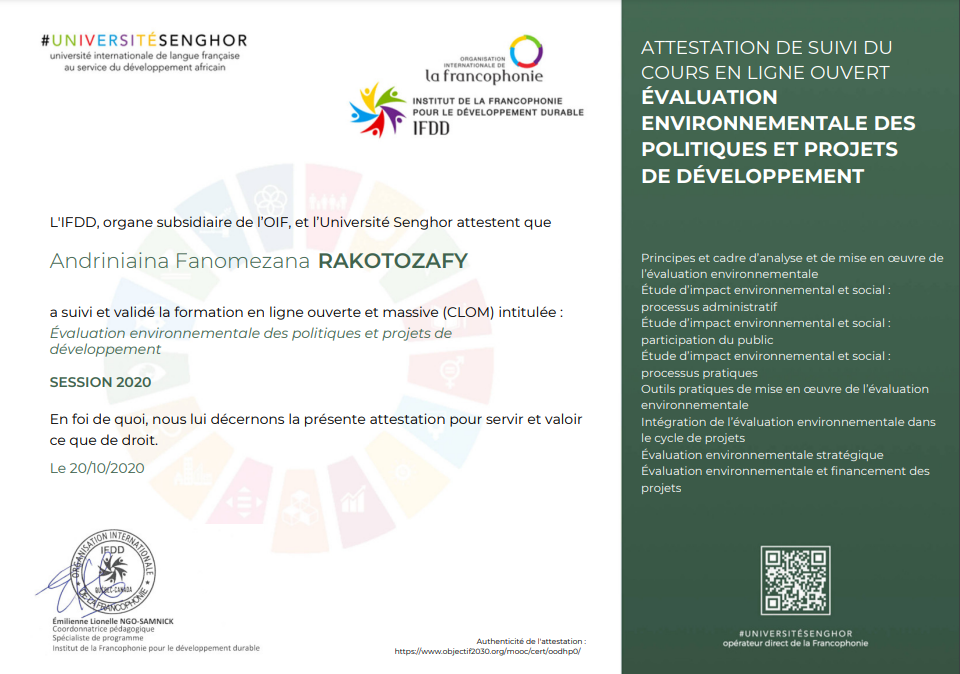 #UNIVERSITÉSENGHOR
université internationale de langue française
au service du développement africain
ORGANISATION
INTERNATIONALE DE
la francophonie
INSTITUT DE LA FRANCOPHONIE
POUR LE DÉVELOPPEMENT DURABLE
IFDD
L'IFDD, organe subsidiaire de l’OIF, et l’Université Senghor attestent que
Andriniaina Fanomezana RAKOTOZAFY
a suivi et validé la formation en ligne ouverte et massive (CLOM) intitulée :
Évaluation environnementale des politiques et projets de
développement
SESSION 2020
En foi de quoi, nous lui décernons la présente attestation pour servir et valoir
ce que de droit.
Le 20/10/2020
ORGANISATION INTERNATIONALE
IFDD
QUÉBEC-CANADA
DE LA FRANCOPHONIE
Émilienne Lionelle NGO-SAMNICK
Coordonnatrice pédagogique
Spécialiste de programme
Institut de la Francophonie pour le développement durable
Authenticité de l'attestation :
https://www.objectif2030.org/mooc/cert/oodhp0/
ATTESTATION DE SUIVI DU
COURS EN LIGNE OUVERT
ÉVALUATION
ENVIRONNEMENTALE DES
POLITIQUES ET PROJETS
DE DÉVELOPPEMENT
Principes et cadre d’analyse et de mise en œuvre de
l’évaluation environnementale
Étude d’impact environnemental et social :
processus administratif
Étude d’impact environnemental et social :
participation du public
Étude d’impact environnemental et social :
processus pratiques
Outils pratiques de mise en œuvre de l’évaluation
environnementale
Intégration de l’évaluation environnementale dans
le cycle de projets
Évaluation environnementale stratégique
Évaluation environnementale et financement des
projets
#UNIVERSITÉSENGHOR
opérateur direct de la Francophonie